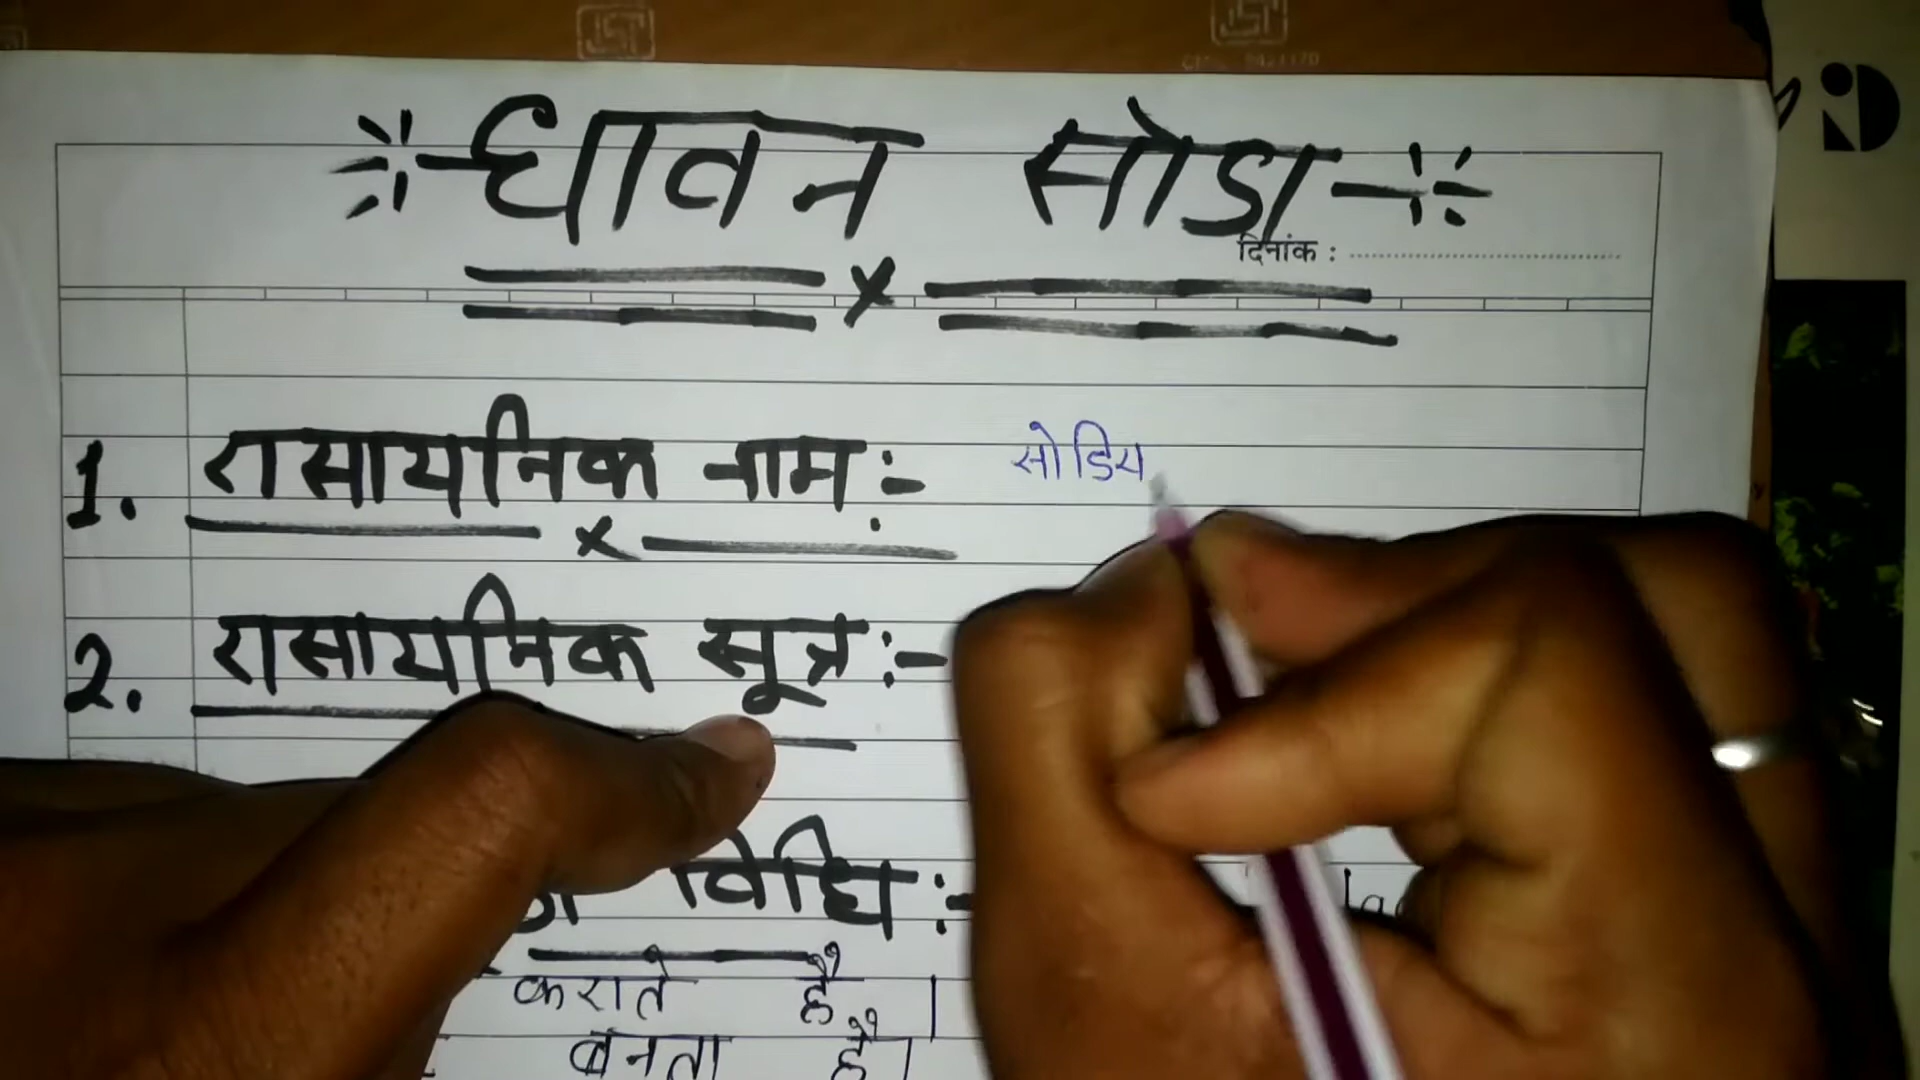 धावन सोडा
दिनांक :
1. रासायनिक नाम :- सोडिय
2. रासायनिक सूत्र :-
विधि :-
कराते है ।
बनता है ।